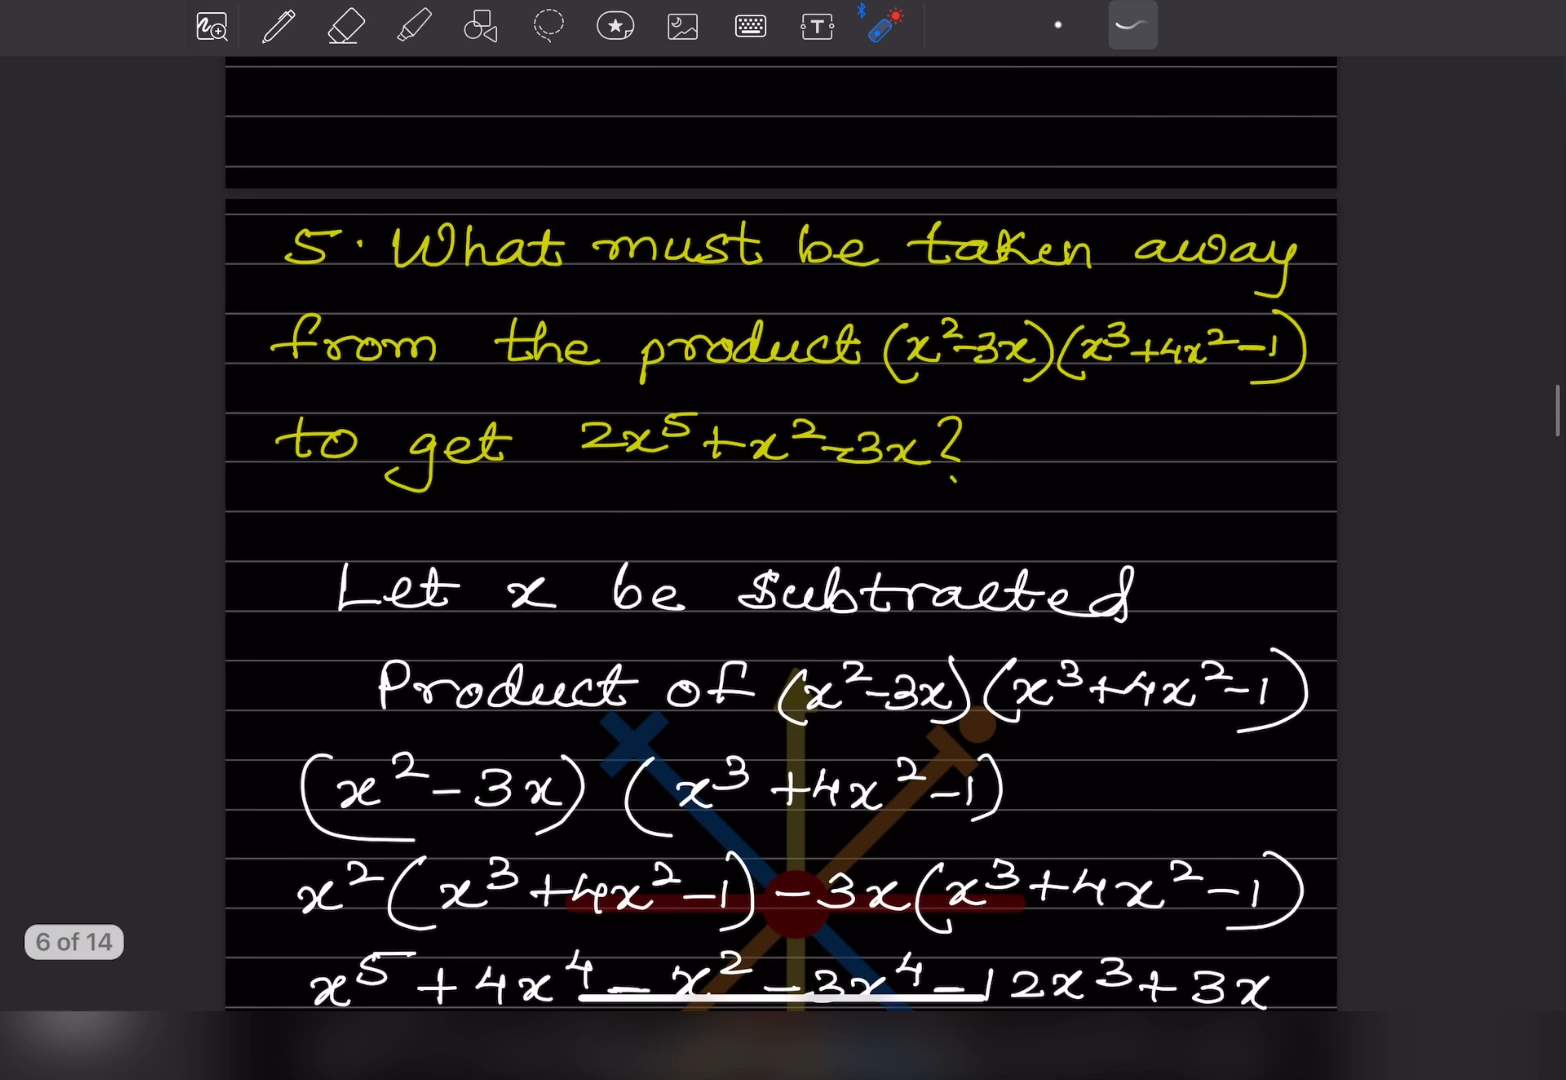 5. What must be taken away
from the product (x²-3x)(x³+4x²-1)
to get 2x⁵+x²-3x?
Let x be subtracted
Product of (x²-3x)(x³+4x²-1)
(x²-3x) (x³+4x²-1)
x²(x³+4x²-1)-3x(x³+4x²-1)
x⁵+4x⁴-x²-3x⁴-12x³+3x
6 of 14